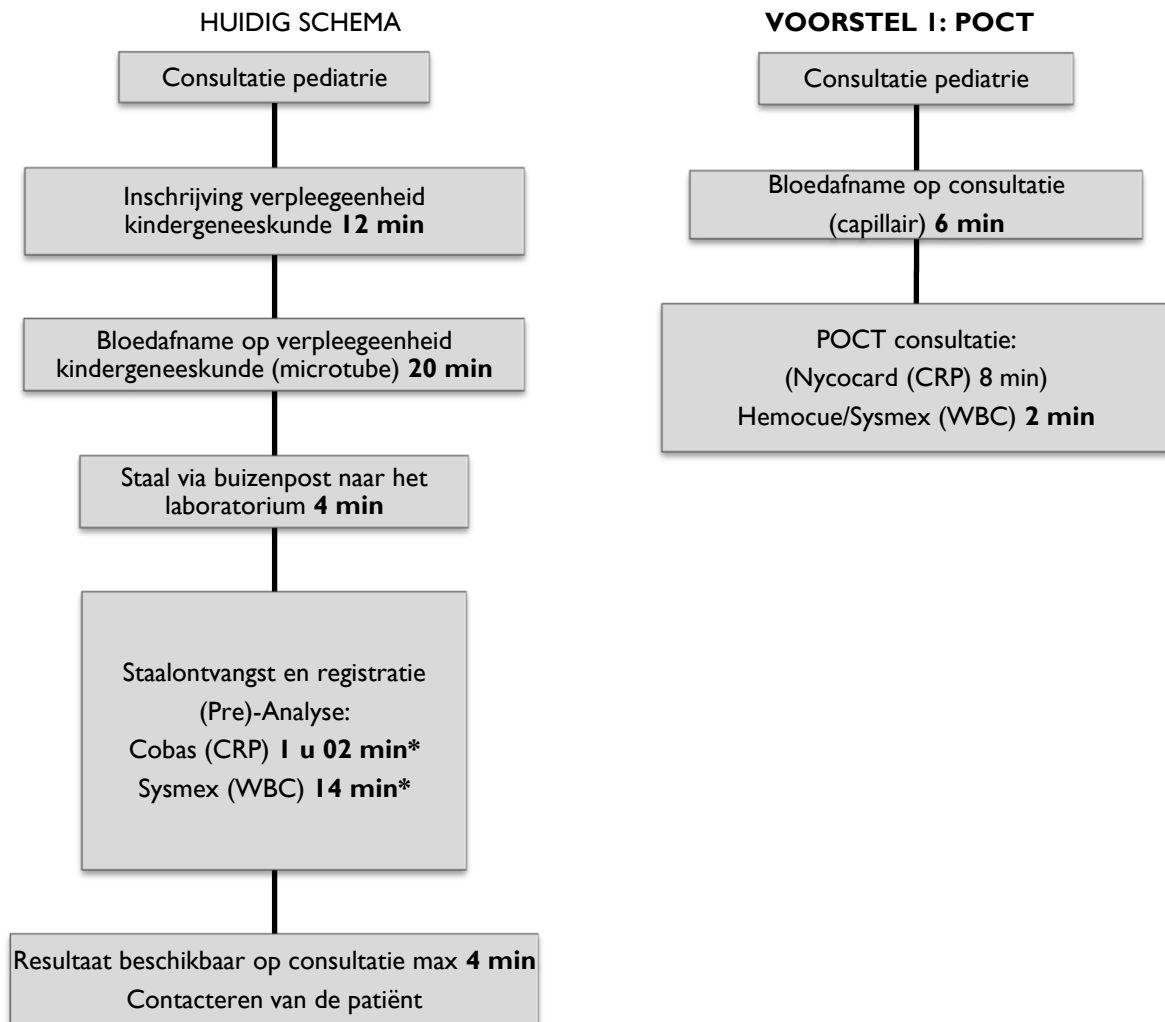 HUIDIG SCHEMA
Consultatie pediatrie
Inschrijving verpleegeenheid
kindergeneeskunde 12 min
Bloedafname op verpleegeenheid
kindergeneeskunde (microtube) 20 min
Staal via buizenpost naar het
laboratorium 4 min
Staalontvangst en registratie
(Pre)-Analyse:
Cobas (CRP) 1 u 02 min*
Sysmex (WBC) 14 min*
Resultaat beschikbaar op consultatie max 4 min
Contacteren van de patiënt
VOORSTEL 1: POCT
Consultatie pediatrie
Bloedafname op consultatie
(capillair) 6 min
POCT consultatie:
(Nycocard (CRP) 8 min)
Hemocue/Sysmex (WBC) 2 min